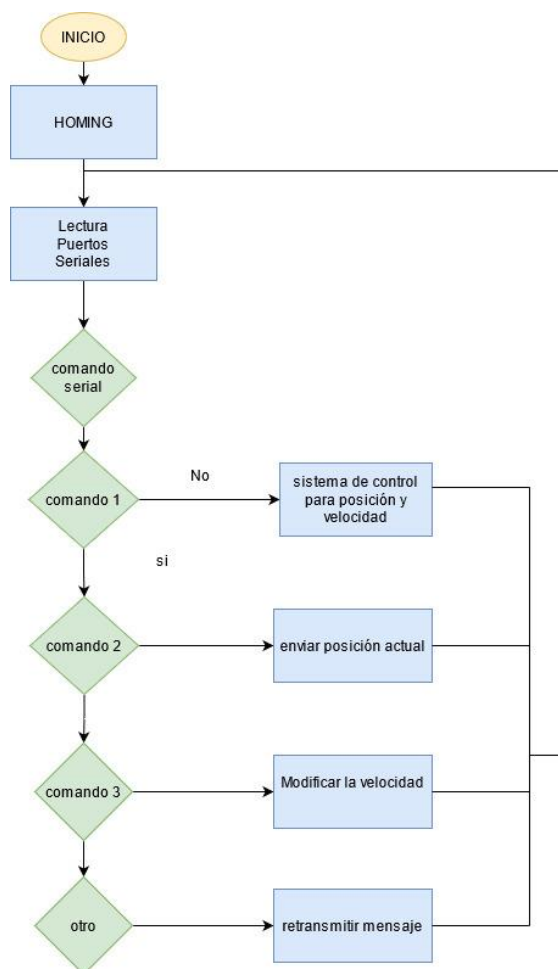 INICIO
HOMING
Lectura
Puertos
Seriales
comando
serial
comando 1
No
sistema de control
para posición y
velocidad
si
comando 2
enviar posición actual
comando 3
Modificar la velocidad
otro
retransmitir mensaje